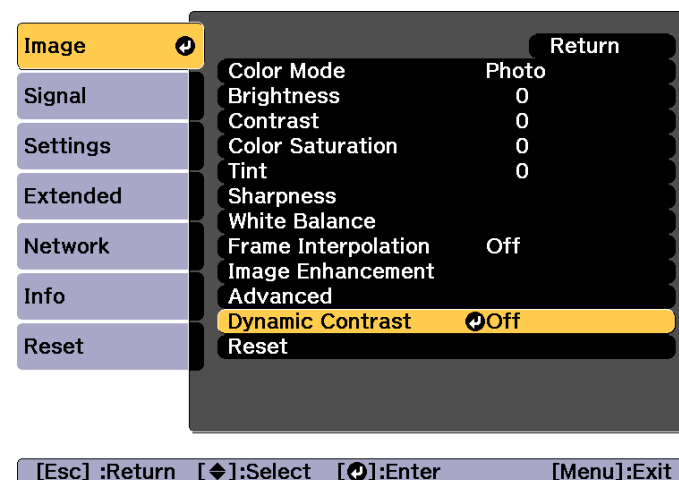 Image
Signal
Settings
Extended
Network
Info
Reset
Return
Color Mode Photo
Brightness 0
Contrast 0
Color Saturation 0
Tint 0
Sharpness
White Balance
Frame Interpolation Off
Image Enhancement
Advanced
Dynamic Contrast Off
Reset
[Esc] :Return [◆]:Select [⏎]:Enter [Menu]:Exit